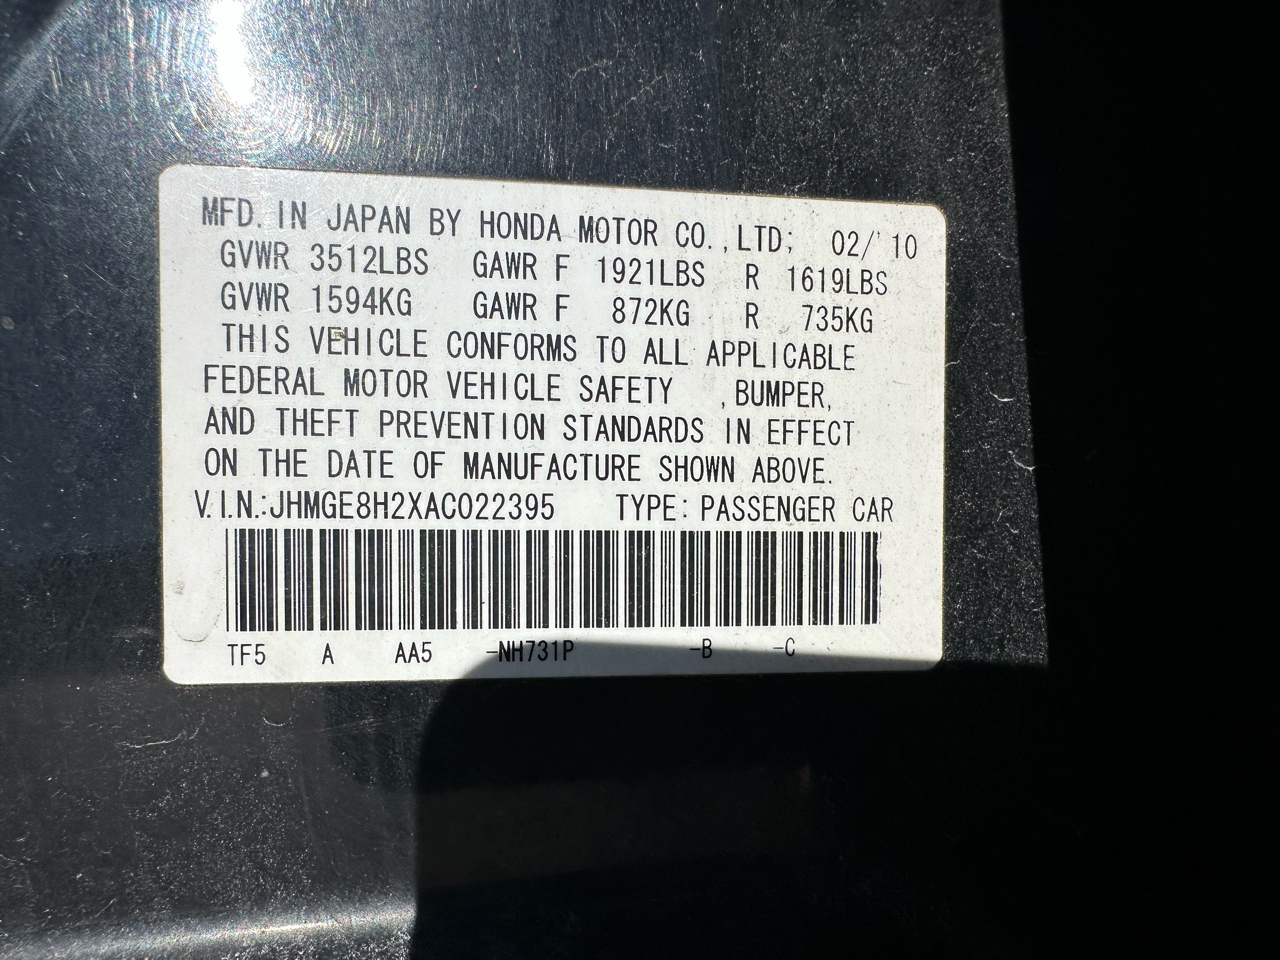 MFD. IN JAPAN BY HONDA MOTOR CO., LTD; 02/'10
GVWR 3512LBS GAWR F 1921LBS R 1619LBS
GVWR 1594KG GAWR F 872KG R 735KG
THIS VEHICLE CONFORMS TO ALL APPLICABLE
FEDERAL MOTOR VEHICLE SAFETY ,BUMPER,
AND THEFT PREVENTION STANDARDS IN EFFECT
ON THE DATE OF MANUFACTURE SHOWN ABOVE.
V.I.N.:JHMGE8H2XAC022395 TYPE: PASSENGER CAR
TF5 A AA5 -NH731P -B -C